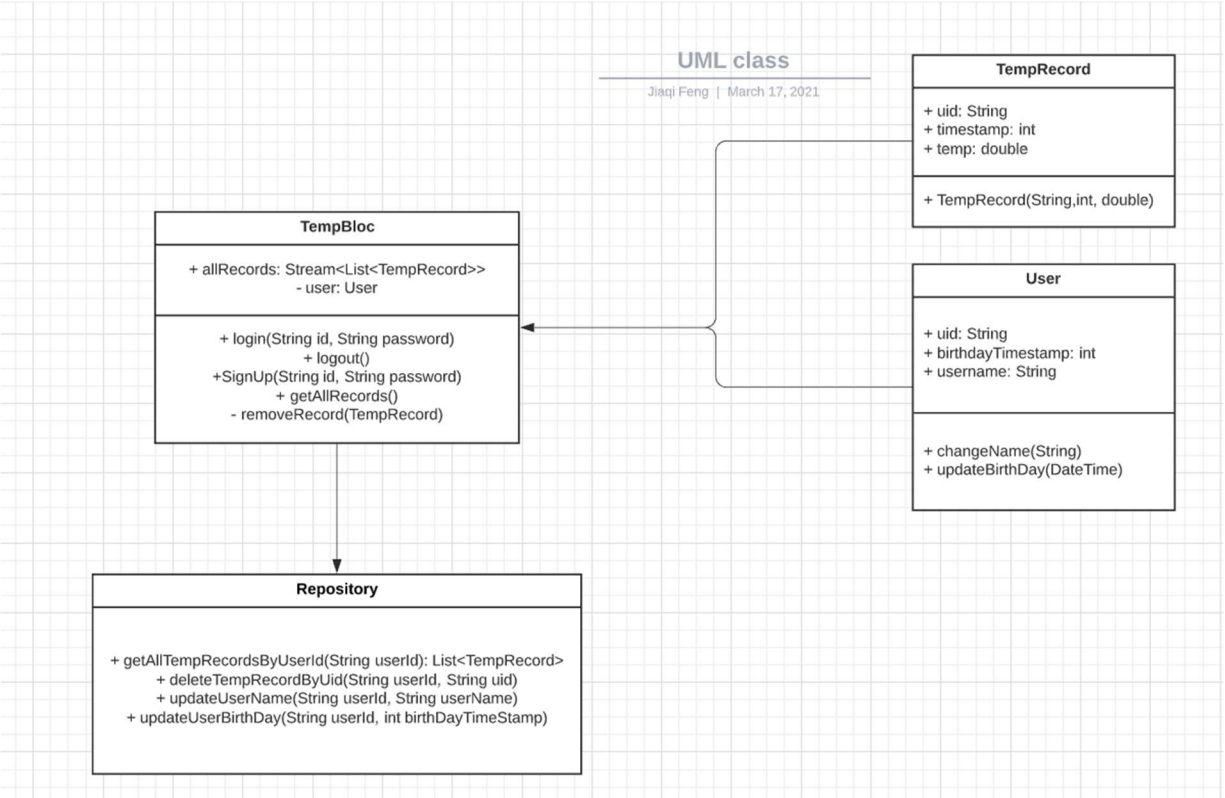 UML class
Jiaqi Feng | March 17, 2021
TempRecord
+ uid: String
+ timestamp: int
+ temp: double
+ TempRecord(String,int, double)
TempBloc
+ allRecords: Stream<List<TempRecord>>
- user: User
+ login(String id, String password)
+ logout()
+SignUp(String id, String password)
+ getAllRecords()
- removeRecord(TempRecord)
User
+ uid: String
+ birthdayTimestamp: int
+ username: String
+ changeName(String)
+ updateBirthDay(DateTime)
Repository
+ getAllTempRecordsByUserId(String userId): List<TempRecord>
+ deleteTempRecordByUid(String userId, String uid)
+ updateUserName(String userId, String userName)
+ updateUserBirthDay(String userId, int birthDayTimeStamp)